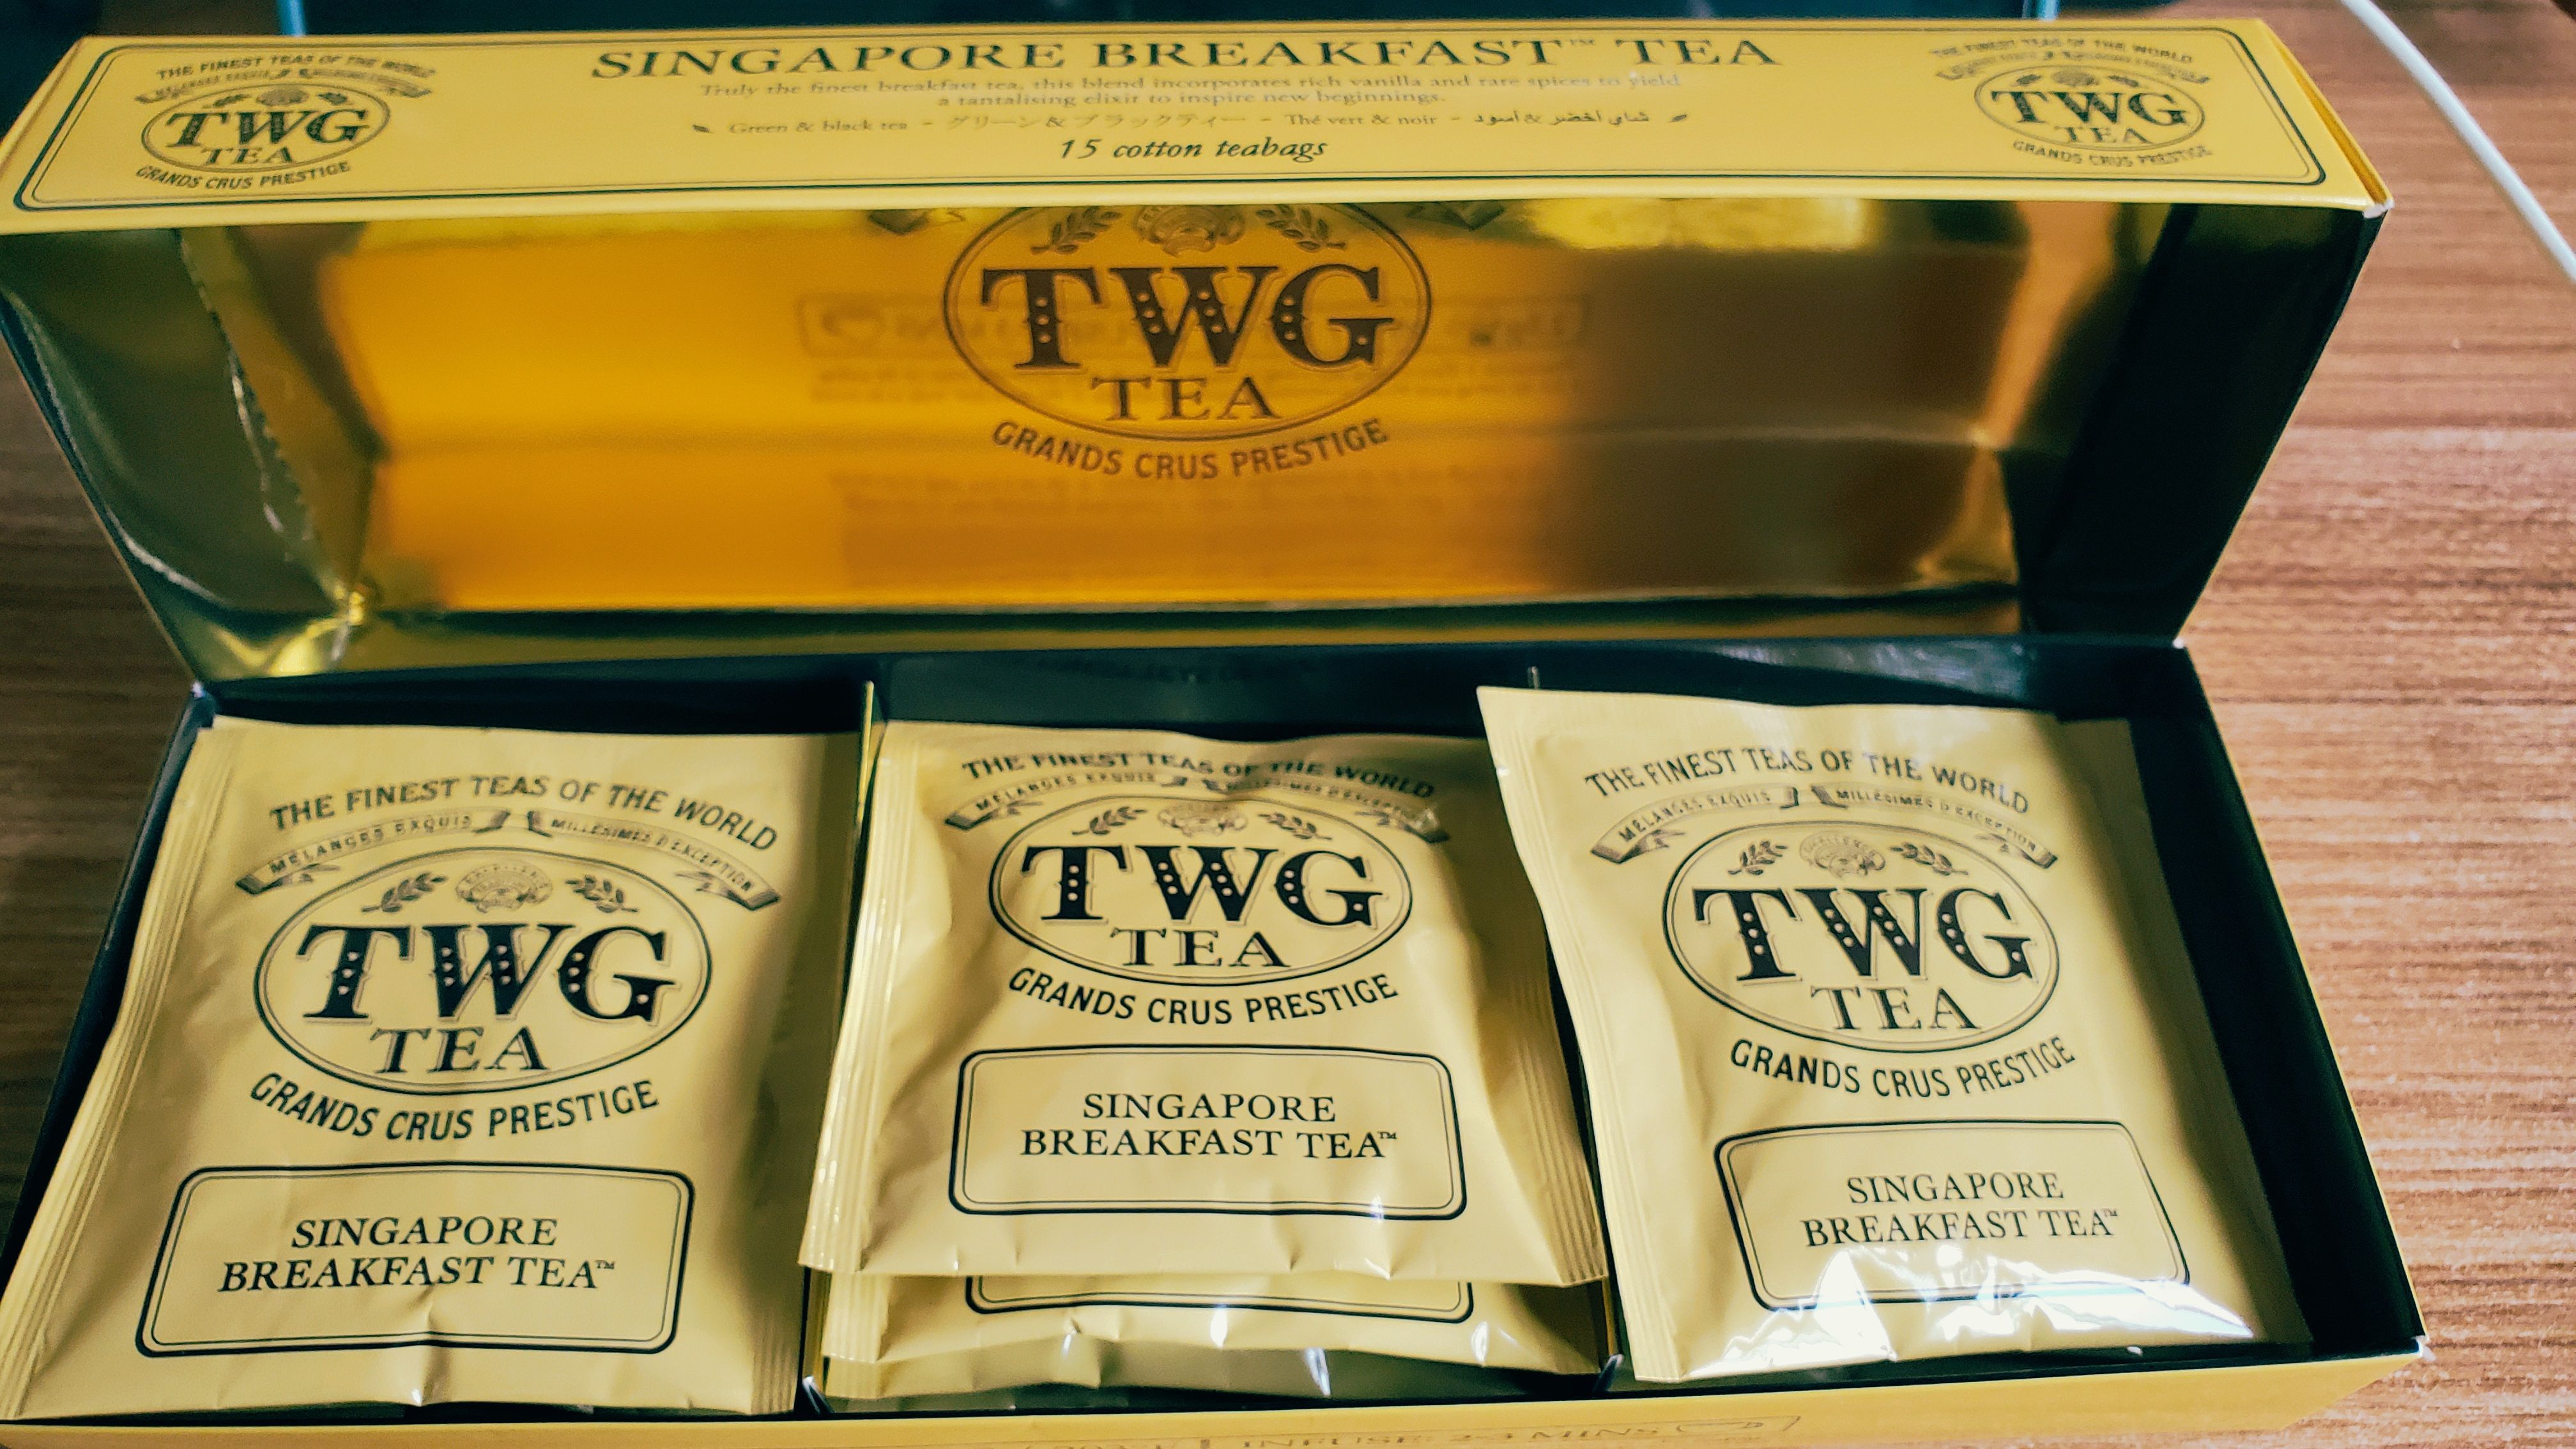 THE FINEST TEAS OF THE WORLD
TWG
TEA
GRANDS CRUS PRESTIGE
SINGAPORE BREAKFAST™ TEA
Truly the finest breakfast tea, this blend incorporates rich vanilla and rare spices to yield
a tantalising elixir to inspire new beginnings.
Green & black tea - グリーン & ブラックティー - Thé vert & noir - شاي أخضر & أسود
15 cotton teabags
THE FINEST TEAS OF THE WORLD
TWG
TEA
GRANDS CRUS PRESTIGE
TWG
TEA
GRANDS CRUS PRESTIGE
THE FINEST TEAS OF THE WORLD
MÉLANGES EXQUIS MILLÉSIMES D'EXCEPTION
TWG
TEA
GRANDS CRUS PRESTIGE
SINGAPORE
BREAKFAST TEA™
THE FINEST TEAS OF THE WORLD
MÉLANGES EXQUIS MILLÉSIMES D'EXCEPTION
TWG
TEA
GRANDS CRUS PRESTIGE
SINGAPORE
BREAKFAST TEA™
THE FINEST TEAS OF THE WORLD
MÉLANGES EXQUIS MILLÉSIMES D'EXCEPTION
TWG
TEA
GRANDS CRUS PRESTIGE
SINGAPORE
BREAKFAST TEA™